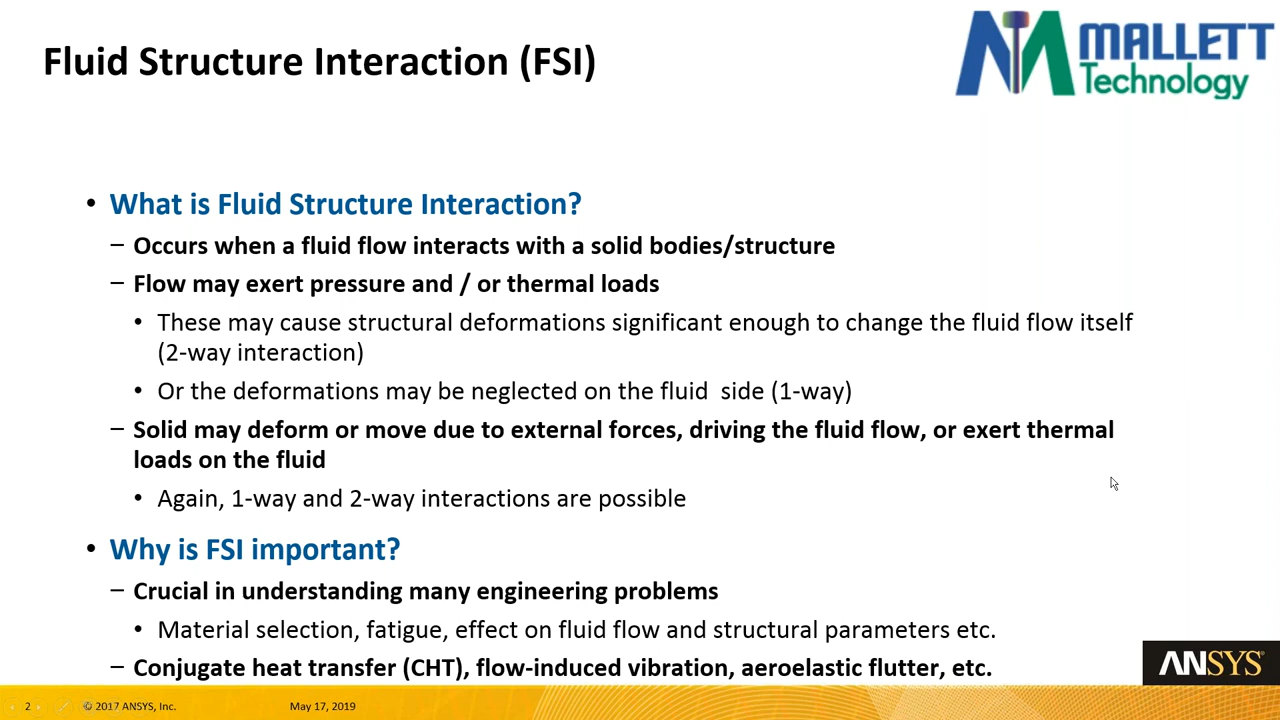 Fluid Structure Interaction (FSI)
MALLETT
Technology
• What is Fluid Structure Interaction?
– Occurs when a fluid flow interacts with a solid bodies/structure
– Flow may exert pressure and / or thermal loads
• These may cause structural deformations significant enough to change the fluid flow itself
(2-way interaction)
• Or the deformations may be neglected on the fluid  side (1-way)
– Solid may deform or move due to external forces, driving the fluid flow, or exert thermal
loads on the fluid
• Again, 1-way and 2-way interactions are possible
• Why is FSI important?
– Crucial in understanding many engineering problems
• Material selection, fatigue, effect on fluid flow and structural parameters etc.
– Conjugate heat transfer (CHT), flow-induced vibration, aeroelastic flutter, etc.
ANSYS®
2 © 2017 ANSYS, Inc. May 17, 2019